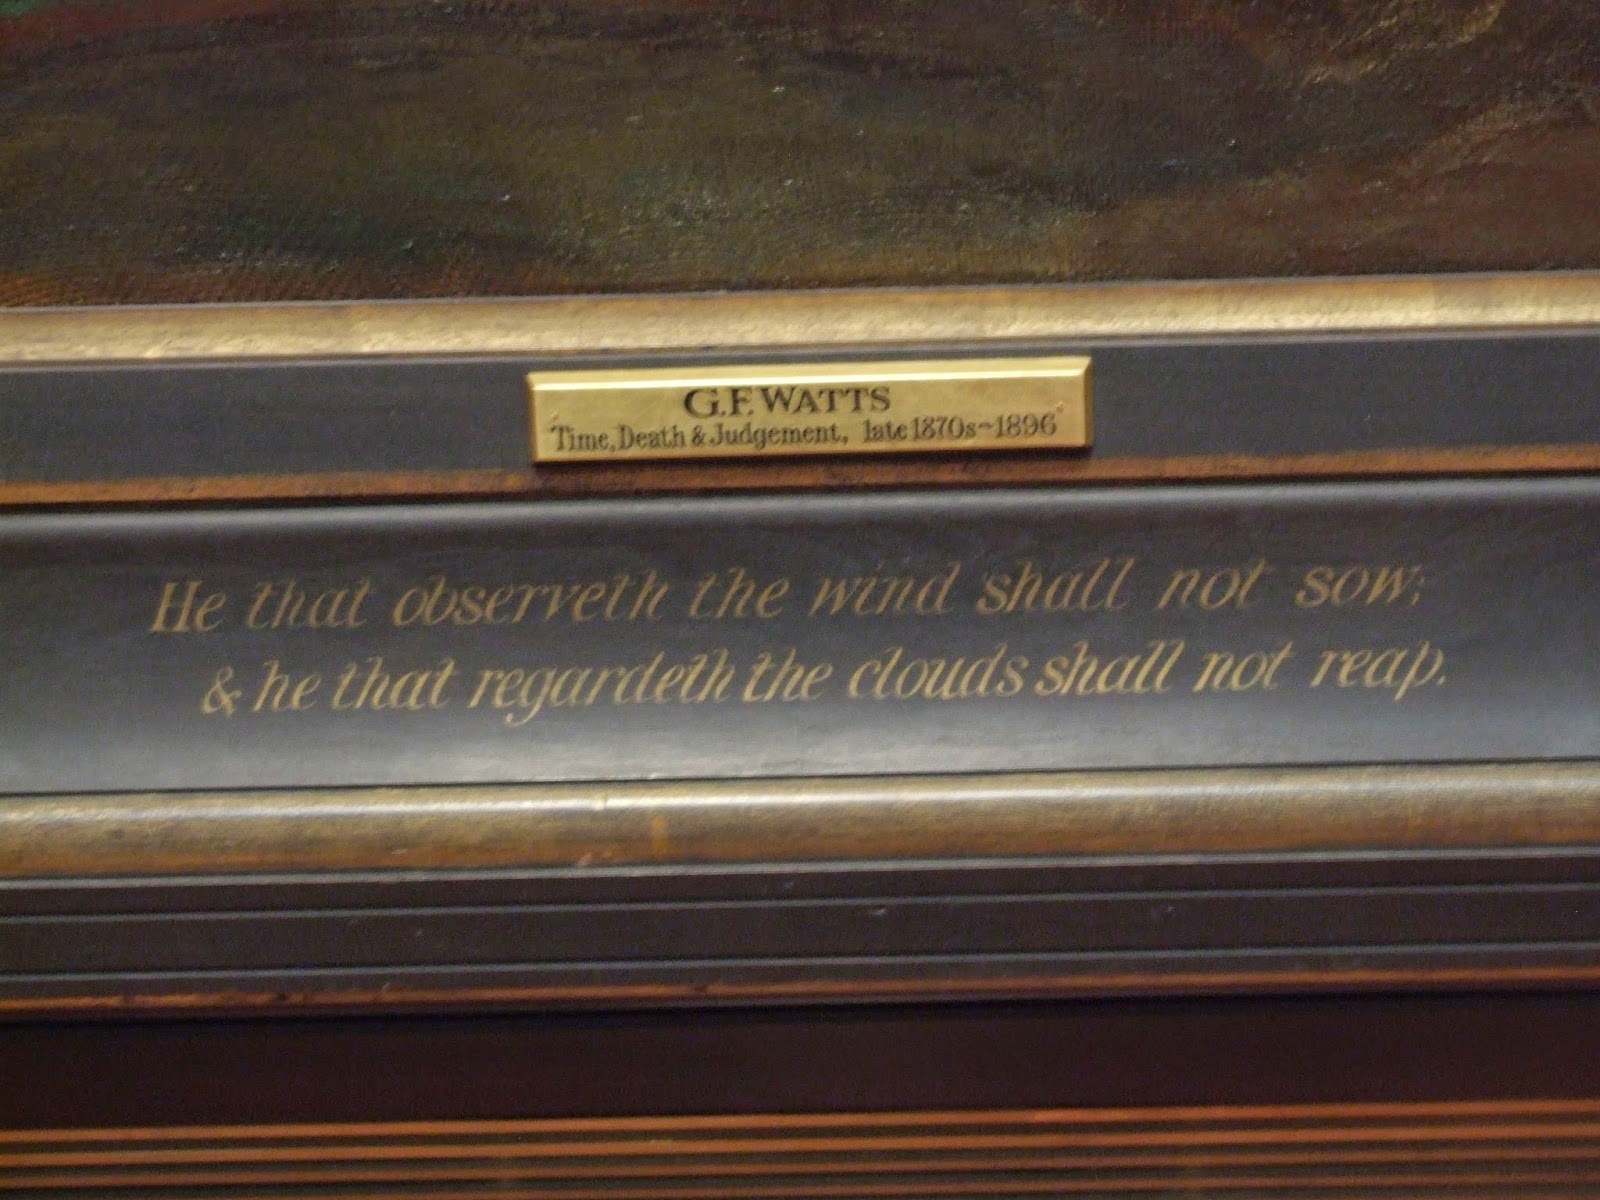 G.F. WATTS
"Time, Death & Judgement, late 1870s~1896"
He that observeth the wind shall not sow;
& he that regardeth the clouds shall not reap.